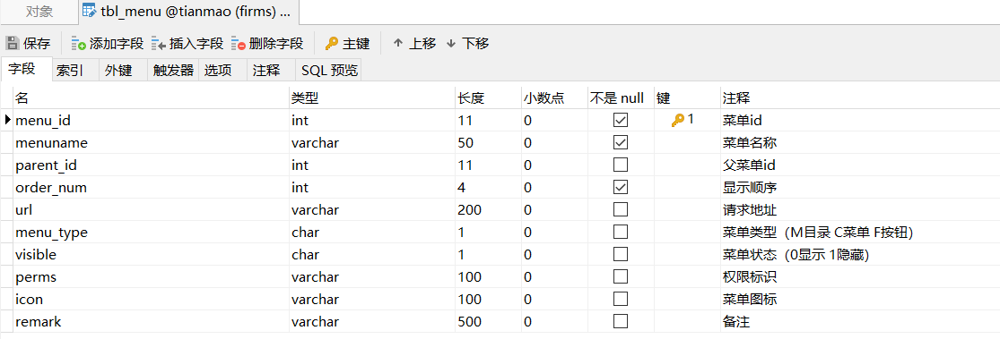 对象 tbl_menu @tianmao (firms) ...
保存 添加字段 插入字段 删除字段 主键 上移 下移
字段 索引 外键 触发器 选项 注释 SQL 预览
名 类型 长度 小数点 不是 null 键 注释
menu_id int 11 0 1 菜单id
menuname varchar 50 0 菜单名称
parent_id int 11 0 父菜单id
order_num int 4 0 显示顺序
url varchar 200 0 请求地址
menu_type char 1 0 菜单类型（M目录 C菜单 F按钮）
visible char 1 0 菜单状态（0显示 1隐藏）
perms varchar 100 0 权限标识
icon varchar 100 0 菜单图标
remark varchar 500 0 备注